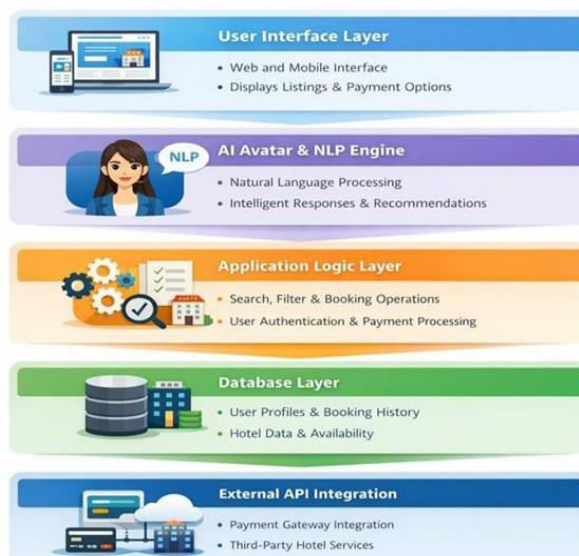 User Interface Layer
• Web and Mobile Interface
• Displays Listings & Payment Options
NLP
AI Avatar & NLP Engine
• Natural Language Processing
• Intelligent Responses & Recommendations
Application Logic Layer
• Search, Filter & Booking Operations
• User Authentication & Payment Processing
Database Layer
• User Profiles & Booking History
• Hotel Data & Availability
External API Integration
• Payment Gateway Integration
• Third-Party Hotel Services